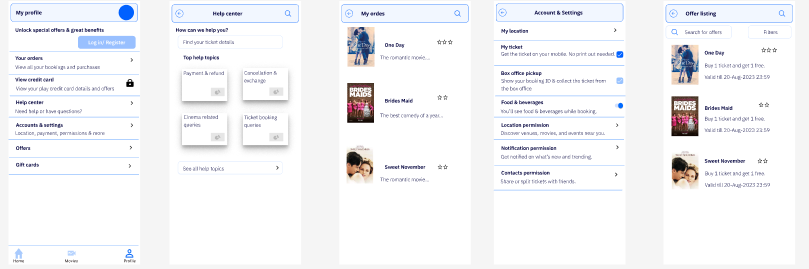 My profile
Unlock special offers & great benefits
Log in/ Register
Your orders
View all your bookings and purchases
View credit card
View your play credit card details and offers
Help center
Need help or have questions?
Accounts & settings
Location, payment, permissions & more
Offers
Gift cards
Home
Movies
Profile
Help center
How can we help you?
Find your ticket details
Top help topics
Payment & refund
Cancellation &
exchange
Cinema related
queries
Ticket booking
queries
See all help topics
My ordes
One Day
The romantic movie...
BRIDES
MAIDS
Brides Maid
The best comedy of a year...
Sweet November
The romantic movie...
Account & Settings
My location
My ticket
Get the ticket on your mobile. No print out needed.
Box office pickup
Show your booking ID & collect the ticket from
the box office
Food & beverages
You'll see food & beverages while booking.
Location permission
Discover venues, movies, and events near you.
Notification permission
Get notified on what's new and trending.
Contacts permission
Share or split tickets with friends.
Offer listing
Search for offers
Filters
One Day
Buy 1 ticket and get 1 free.
Valid till 20-Aug-2023 23:59
BRIDES
MAIDS
Brids Maid
Buy 1 ticket and get 1 free.
Valid till 20-Aug-2023 23:59
Sweet November
Buy 1 ticket and get 1 free.
Valid till 20-Aug-2023 23:59